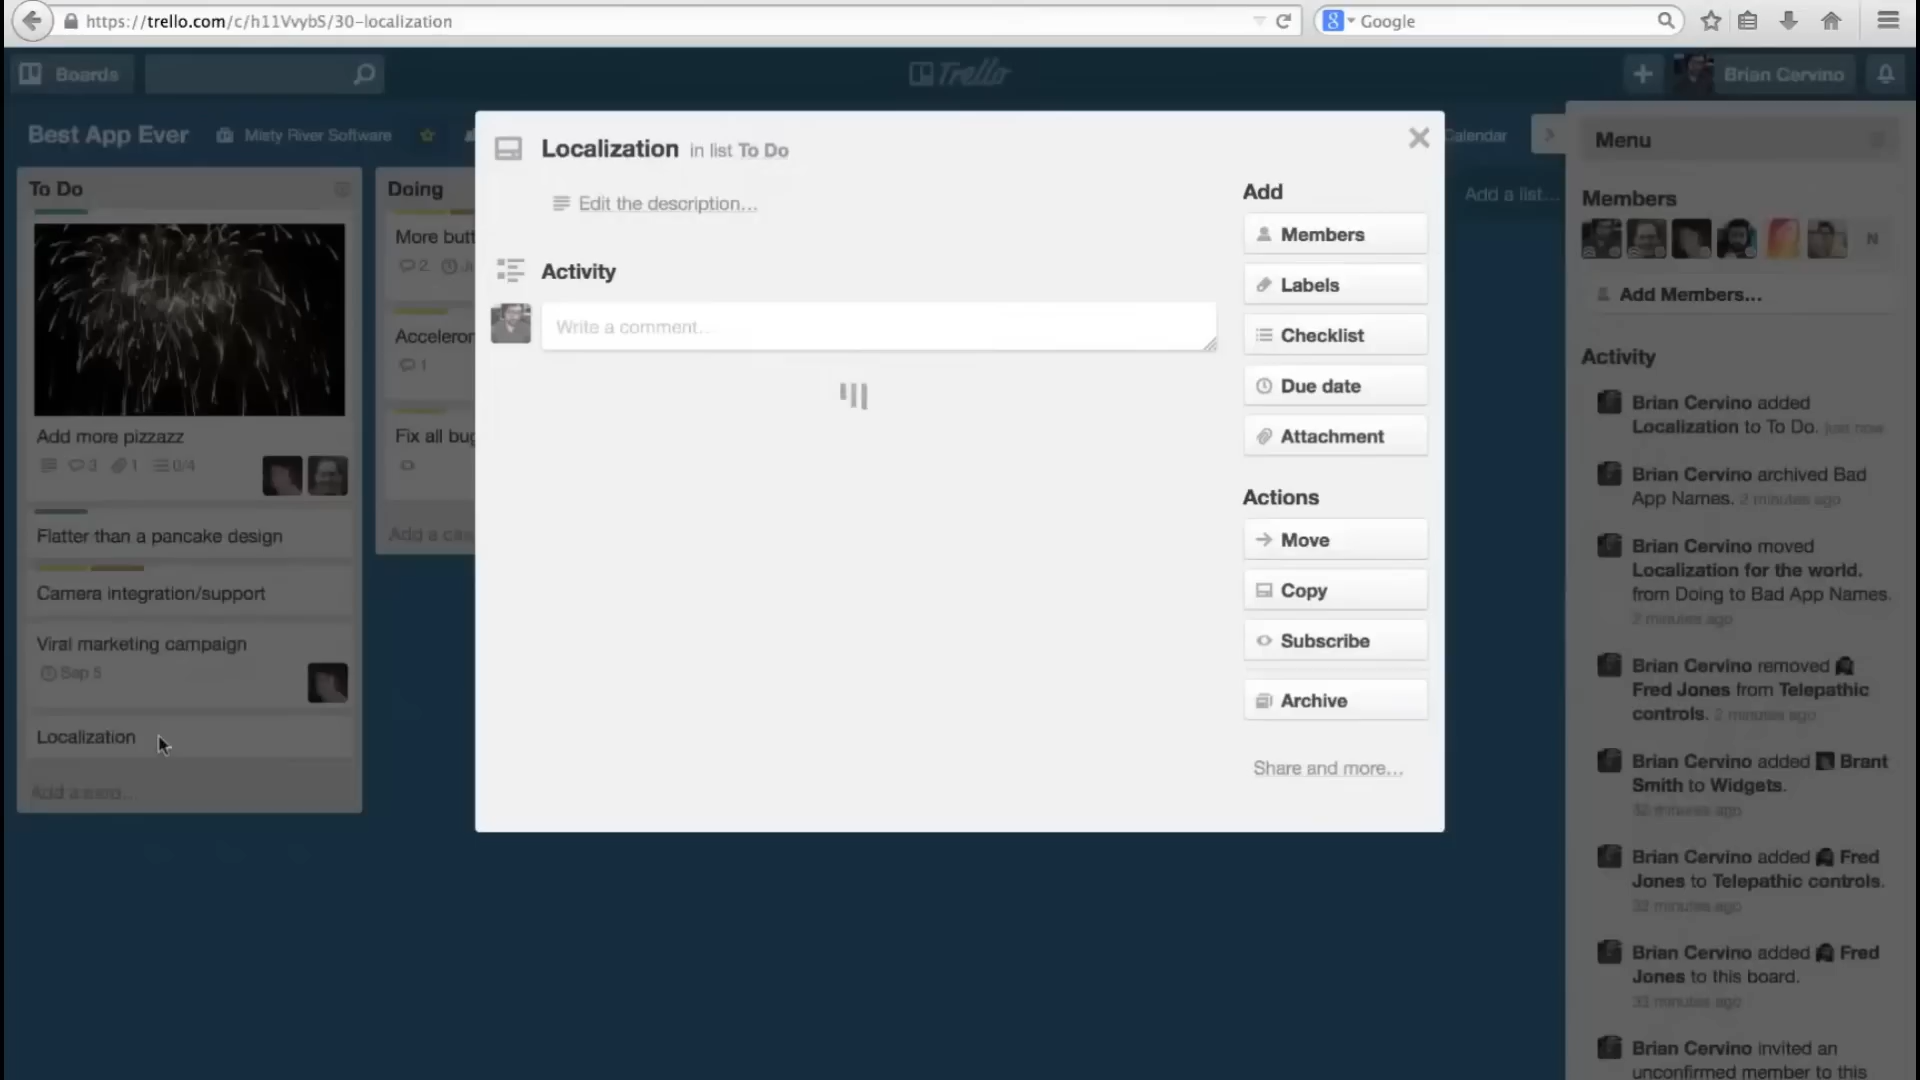 https://trello.com/c/h11VvybS/30-localization
Google
Boards
Trello
Brian Cervino
Best App Ever
Misty River Software
Calendar
To Do
Add more pizzazz
3 1 0/4
Flatter than a pancake design
Camera integration/support
Viral marketing campaign
Sep 5
Localization
Doing
More butt
2
Acceleror
1
Fix all bug
Localization in list To Do
Edit the description...
Activity
Write a comment...
Add
Members
Labels
Checklist
Due date
Attachment
Actions
Move
Copy
Subscribe
Archive
Share and more...
Add a list...
Menu
Members
N
Add Members...
Activity
Brian Cervino added
Localization to To Do. just now
Brian Cervino archived Bad
App Names. 2 minutes ago
Brian Cervino moved
Localization for the world.
from Doing to Bad App Names.
2 minutes ago
Brian Cervino removed
Fred Jones from Telepathic
controls. 2 minutes ago
Brian Cervino added Brant
Smith to Widgets.
32 minutes ago
Brian Cervino added Fred
Jones to Telepathic controls.
32 minutes ago
Brian Cervino added Fred
Jones to this board.
33 minutes ago
Brian Cervino invited an
unconfirmed member to this